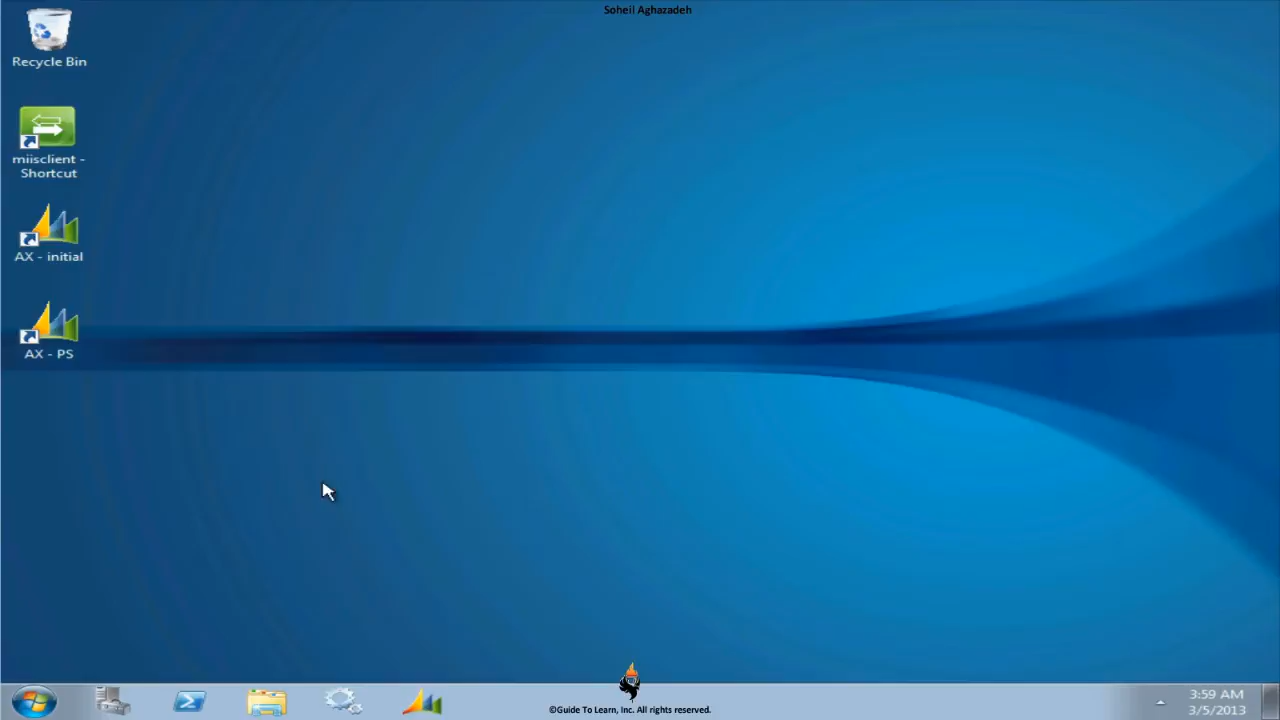 Soheil Aghazadeh
Recycle Bin
miisclient -
Shortcut
AX - initial
AX - PS
©Guide To Learn, Inc. All rights reserved.
3:59 AM
3/5/2013